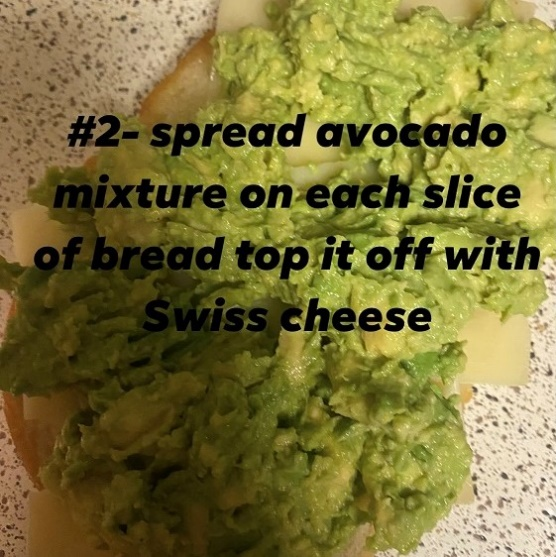 #2- spread avocado
mixture on each slice
of bread top it off with
Swiss cheese